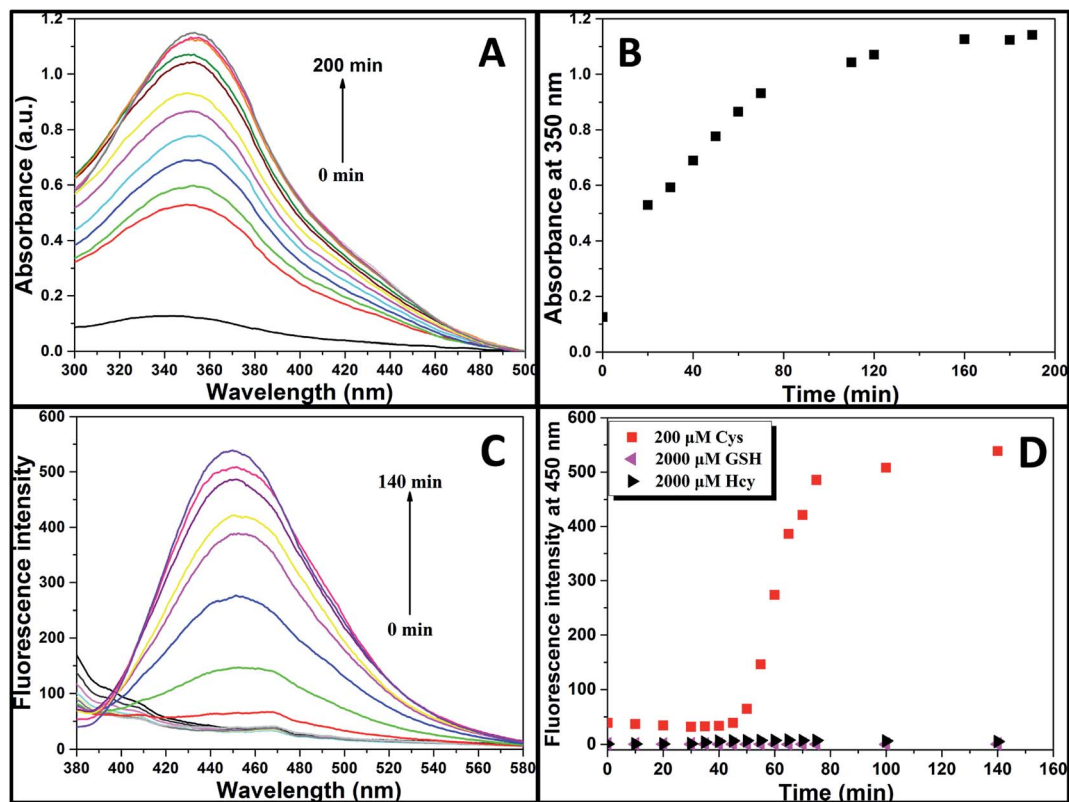 A
200 min
0 min
1.2
1.0
0.8
0.6
0.4
0.2
0.0
300 320 340 360 380 400 420 440 460 480 500
Absorbance (a.u.)
Wavelength (nm)
B
1.2
1.0
0.8
0.6
0.4
0.2
0.0
0 40 80 120 160 200
Absorbance at 350 nm
Time (min)
C
140 min
0 min
600
500
400
300
200
100
0
380 400 420 440 460 480 500 520 540 560 580
Fluorescence intensity
Wavelength (nm)
D
200 µM Cys
2000 µM GSH
2000 µM Hcy
600
500
400
300
200
100
0
0 20 40 60 80 100 120 140 160
Fluorescence intensity at 450 nm
Time (min)